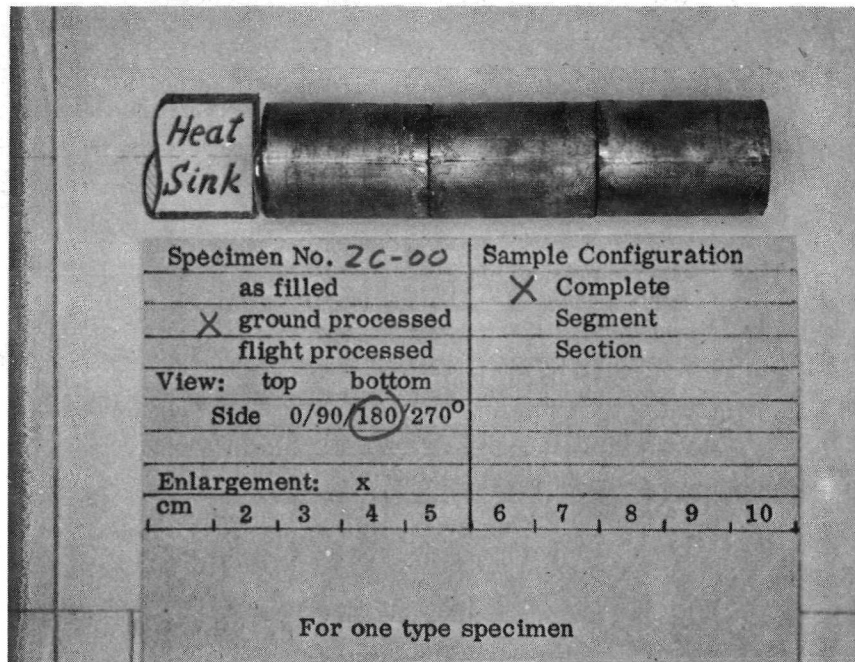 Heat
Sink
Specimen No. 2C-00
as filled
X ground processed
flight processed
View: top bottom
Side 0/90/180/270°
Enlargement: x
cm 2 3 4 5 6 7 8 9 10
Sample Configuration
X Complete
Segment
Section
For one type specimen